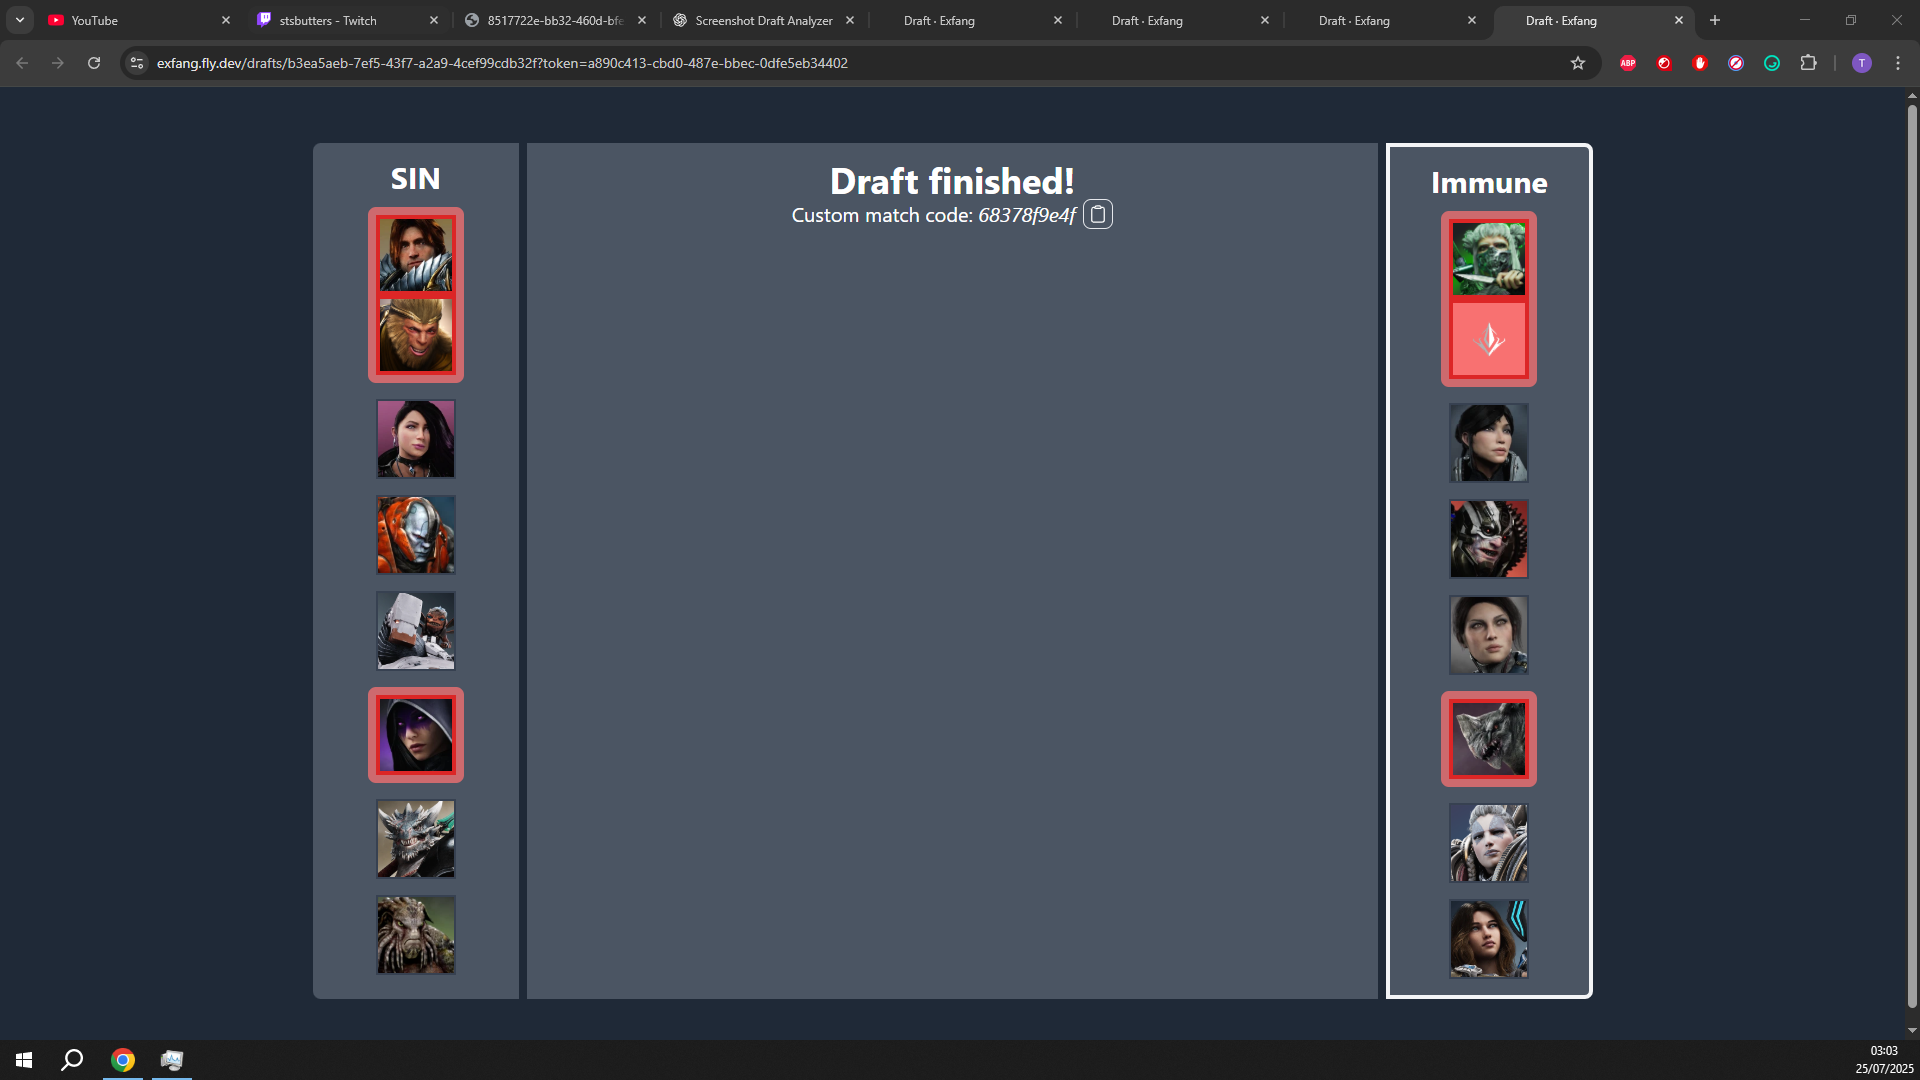 YouTube
stsbutters - Twitch
8517722e-bb32-460d-bfe
Screenshot Draft Analyzer
Draft · Exfang
Draft · Exfang
Draft · Exfang
Draft · Exfang
exfang.fly.dev/drafts/b3ea5aeb-7ef5-43f7-a2a9-4cef99cdb32f?token=a890c413-cbd0-487e-bbec-0dfe5eb34402
ABP
T
SIN
Draft finished!
Custom match code: 68378f9e4f
Immune
03:03
25/07/2025